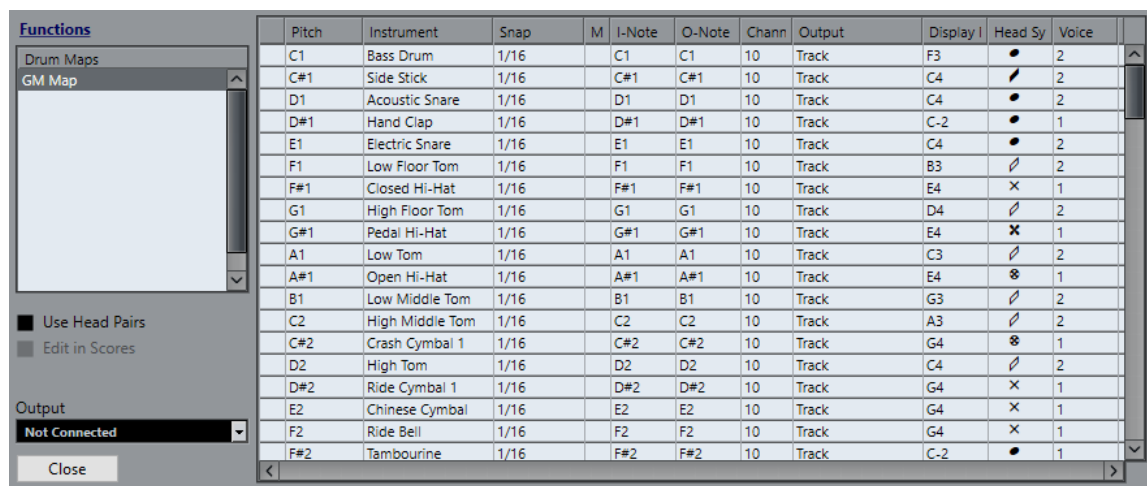 Functions
Drum Maps
GM Map
Use Head Pairs
Edit in Scores
Output
Not Connected
Close
Pitch Instrument Snap M I-Note O-Note Chann Output Display I Head Sy Voice
C1 Bass Drum 1/16 C1 C1 10 Track F3 2
C#1 Side Stick 1/16 C#1 C#1 10 Track C4 2
D1 Acoustic Snare 1/16 D1 D1 10 Track C4 2
D#1 Hand Clap 1/16 D#1 D#1 10 Track C-2 1
E1 Electric Snare 1/16 E1 E1 10 Track C4 2
F1 Low Floor Tom 1/16 F1 F1 10 Track B3 2
F#1 Closed Hi-Hat 1/16 F#1 F#1 10 Track E4 1
G1 High Floor Tom 1/16 G1 G1 10 Track D4 2
G#1 Pedal Hi-Hat 1/16 G#1 G#1 10 Track E4 1
A1 Low Tom 1/16 A1 A1 10 Track C3 2
A#1 Open Hi-Hat 1/16 A#1 A#1 10 Track E4 1
B1 Low Middle Tom 1/16 B1 B1 10 Track G3 2
C2 High Middle Tom 1/16 C2 C2 10 Track A3 2
C#2 Crash Cymbal 1 1/16 C#2 C#2 10 Track G4 1
D2 High Tom 1/16 D2 D2 10 Track C4 2
D#2 Ride Cymbal 1 1/16 D#2 D#2 10 Track G4 1
E2 Chinese Cymbal 1/16 E2 E2 10 Track G4 1
F2 Ride Bell 1/16 F2 F2 10 Track G4 1
F#2 Tambourine 1/16 F#2 F#2 10 Track C-2 1